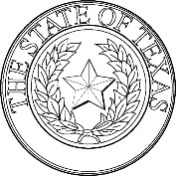 THE STATE OF TEXAS